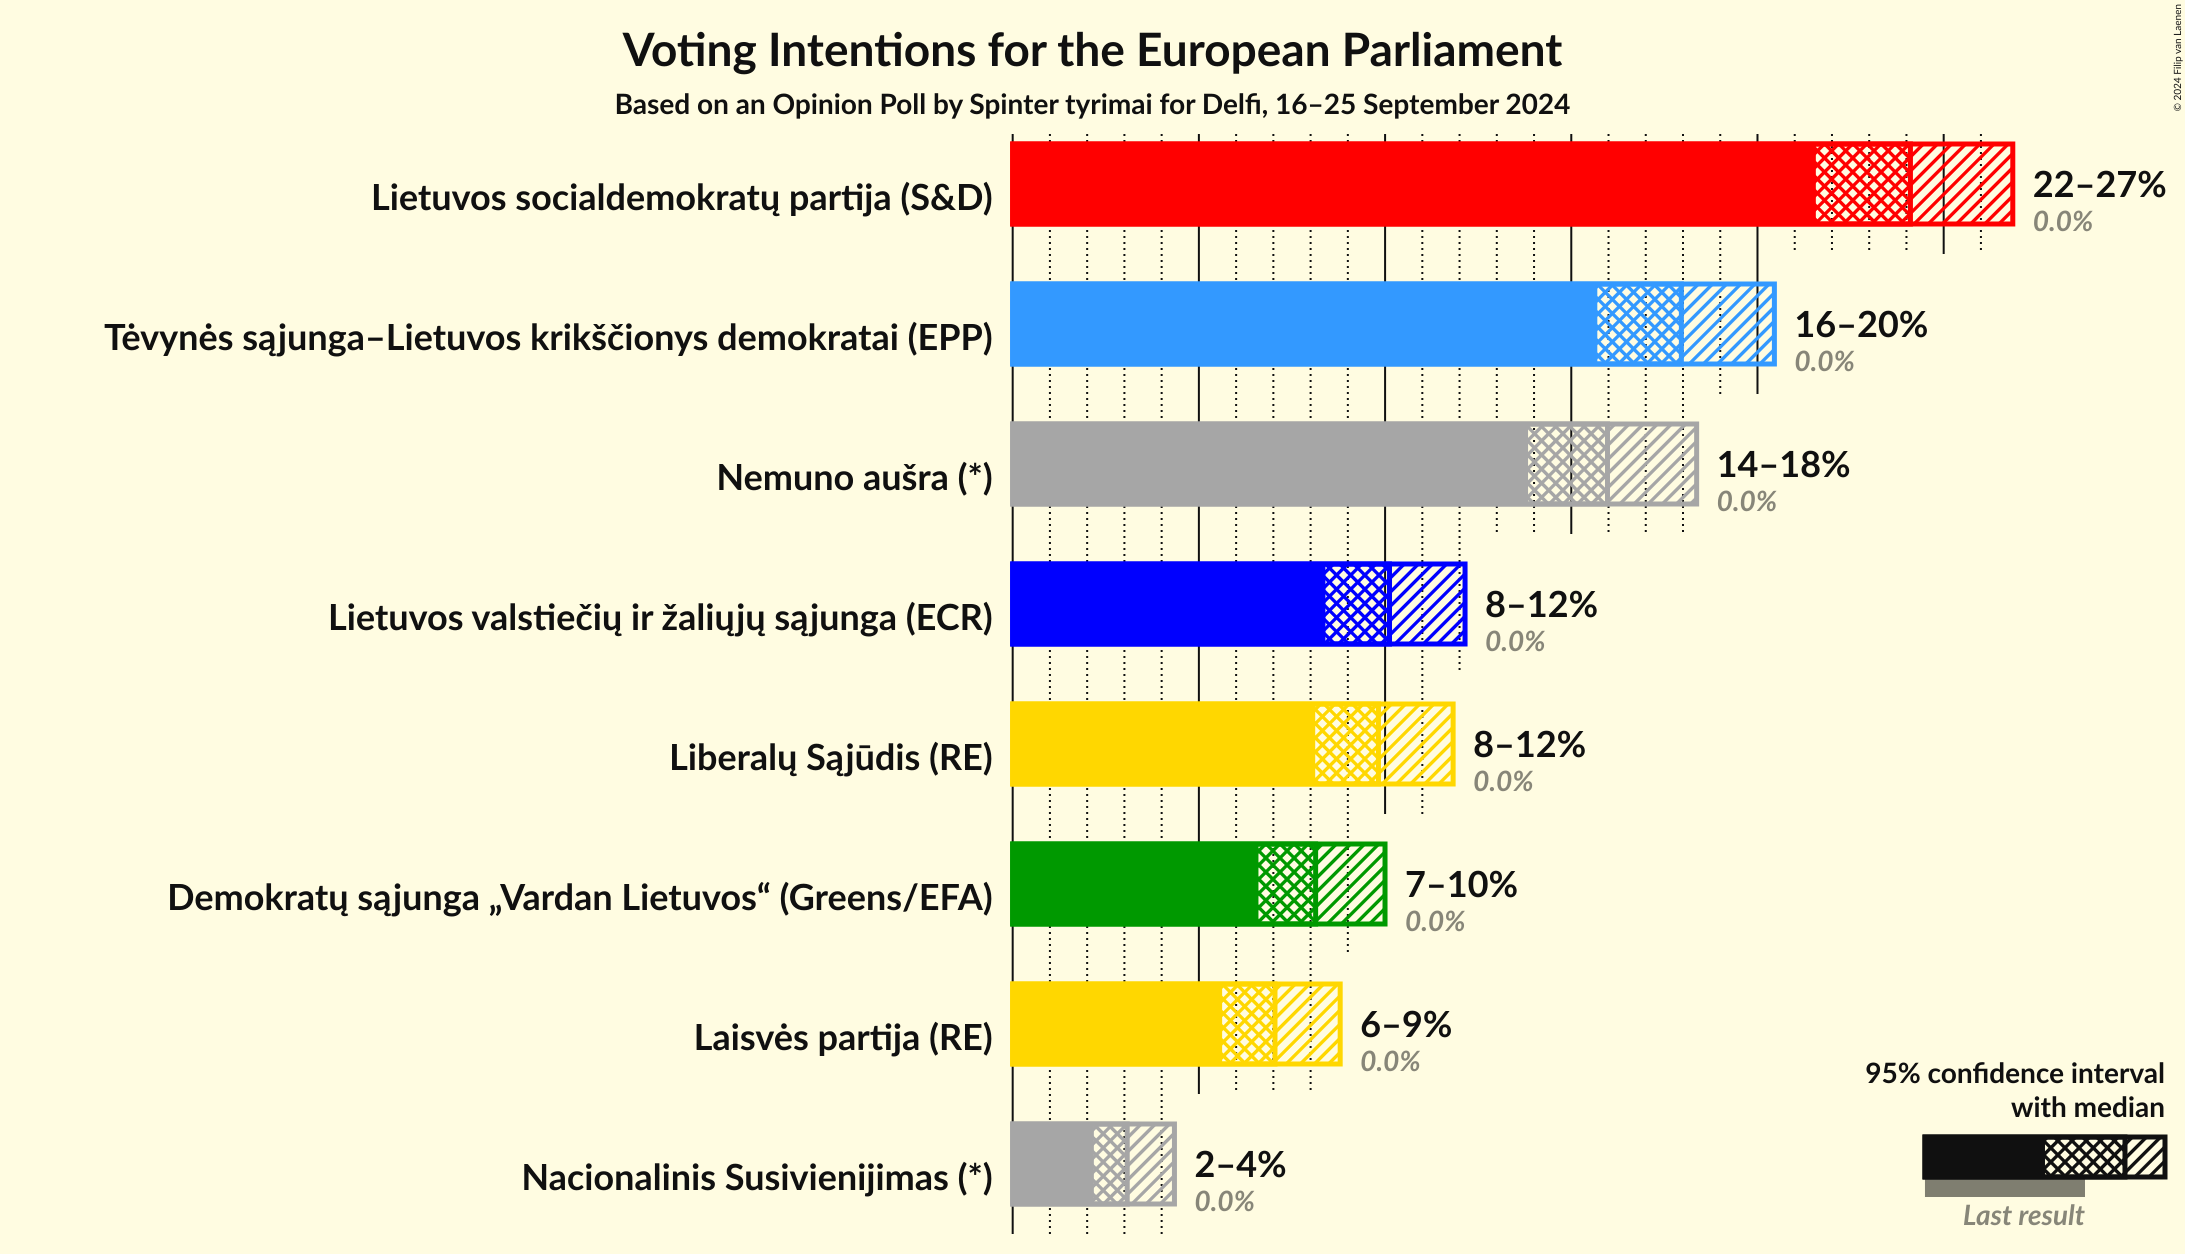 Voting Intentions for the European Parliament
Based on an Opinion Poll by Spinter tyrimai for Delfi, 16–25 September 2024
© 2024 Filip van Laenen
Lietuvos socialdemokratų partija (S&D)
22–27%
0.0%
Tėvynės sąjunga–Lietuvos krikščionys demokratai (EPP)
16–20%
0.0%
Nemuno aušra (*)
14–18%
0.0%
Lietuvos valstiečių ir žaliųjų sąjunga (ECR)
8–12%
0.0%
Liberalų Sąjūdis (RE)
8–12%
0.0%
Demokratų sąjunga „Vardan Lietuvos“ (Greens/EFA)
7–10%
0.0%
Laisvės partija (RE)
6–9%
0.0%
Nacionalinis Susivienijimas (*)
2–4%
0.0%
95% confidence interval
with median
Last result